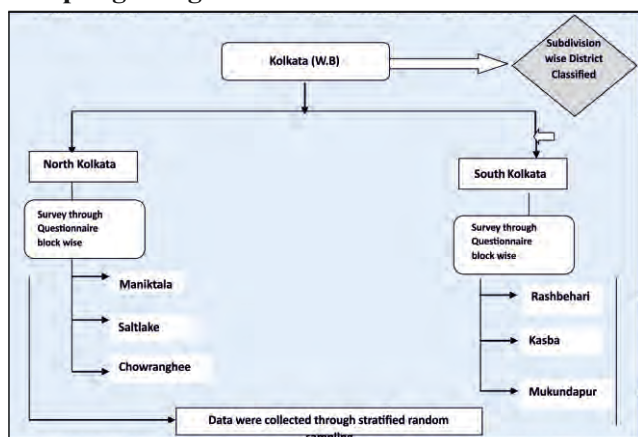 Kolkata (W.B)
Subdivision
wise District
Classified
North Kolkata
South Kolkata
Survey through
Questionnaire
block wise
Survey through
Questionnaire
block wise
Maniktala
Saltlake
Chowranghee
Rashbehari
Kasba
Mukundapur
Data were collected through stratified random
sampling